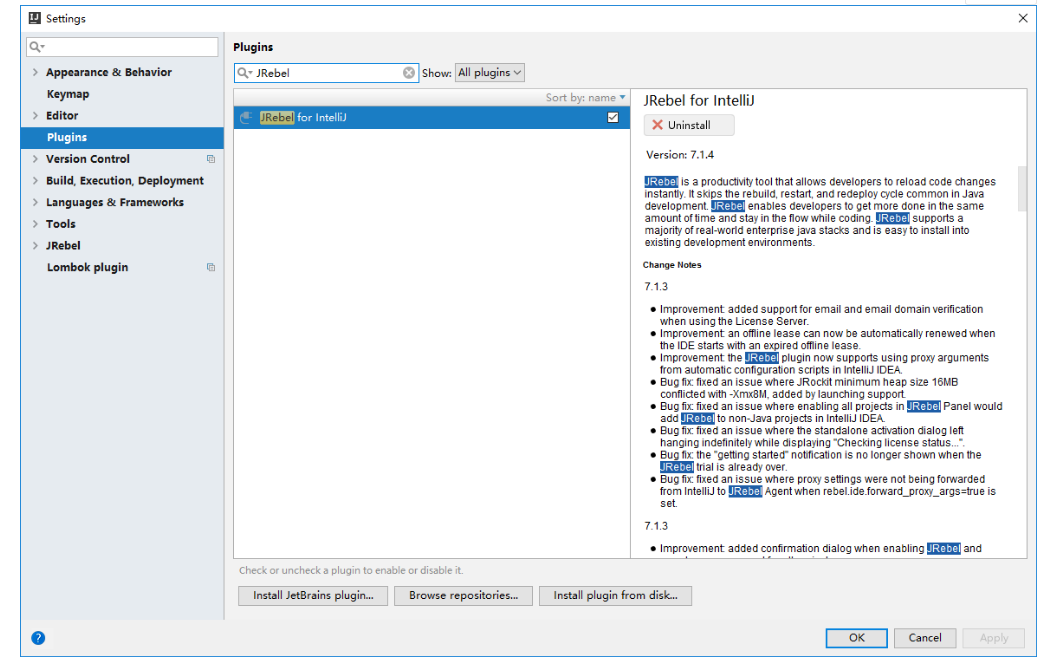 Settings
Appearance & Behavior
Keymap
Editor
Plugins
Version Control
Build, Execution, Deployment
Languages & Frameworks
Tools
JRebel
Lombok plugin
Plugins
JRebel
Show: All plugins
Sort by: name
JRebel for IntelliJ
JRebel for IntelliJ
Uninstall
Version: 7.1.4
JRebel is a productivity tool that allows developers to reload code changes
instantly. It skips the rebuild, restart, and redeploy cycle common in Java
development. JRebel enables developers to get more done in the same
amount of time and stay in the flow while coding. JRebel supports a
majority of real-world enterprise java stacks and is easy to install into
existing development environments.
Change Notes
7.1.3
● Improvement: added support for email and email domain verification
when using the License Server.
● Improvement: an offline lease can now be automatically renewed when
the IDE starts with an expired offline lease.
● Improvement: the JRebel plugin now supports using proxy arguments
from automatic configuration scripts in IntelliJ IDEA.
● Bug fix: fixed an issue where JRockit minimum heap size 16MB
conflicted with -Xmx8M, added by launching support.
● Bug fix: fixed an issue where enabling all projects in JRebel Panel would
add JRebel to non-Java projects in IntelliJ IDEA.
● Bug fix: fixed an issue where the standalone activation dialog left
hanging indefinitely while displaying "Checking license status...".
● Bug fix: the "getting started" notification is no longer shown when the
JRebel trial is already over.
● Bug fix: fixed an issue where proxy settings were not being forwarded
from IntelliJ to JRebel Agent when rebel.ide.forward_proxy_args=true is
set.
7.1.3
● Improvement: added confirmation dialog when enabling JRebel and
Check or uncheck a plugin to enable or disable it.
Install JetBrains plugin...
Browse repositories...
Install plugin from disk...
?
OK
Cancel
Apply